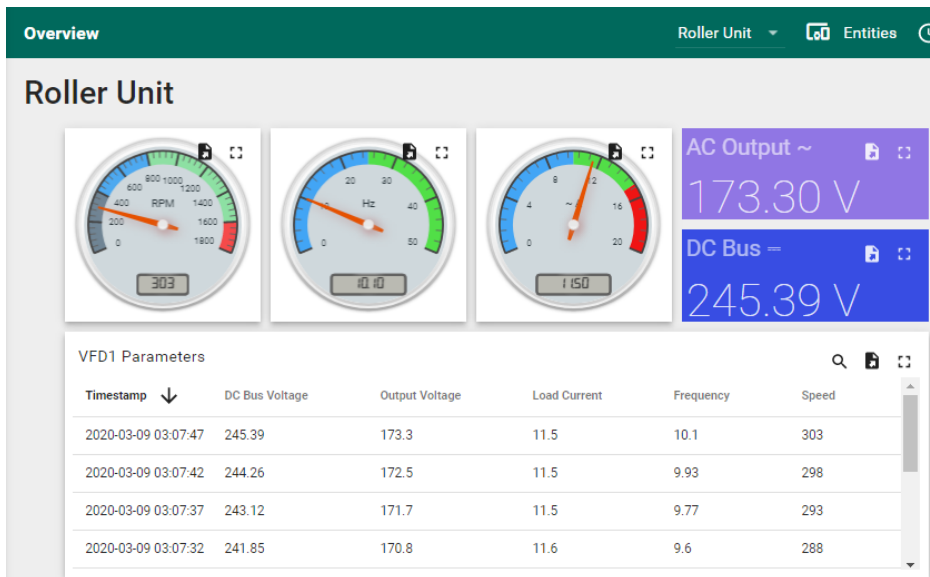 Overview
Roller Unit
Entities
Roller Unit
0
200
400
600
800
1000
1200
1400
1600
1800
RPM
303
0
10
20
30
40
50
Hz
10.10
0
4
8
12
16
20
11.50
AC Output ~
173.30 V
DC Bus ⎓
245.39 V
VFD1 Parameters
Timestamp DC Bus Voltage Output Voltage Load Current Frequency Speed
2020-03-09 03:07:47 245.39 173.3 11.5 10.1 303
2020-03-09 03:07:42 244.26 172.5 11.5 9.93 298
2020-03-09 03:07:37 243.12 171.7 11.5 9.77 293
2020-03-09 03:07:32 241.85 170.8 11.6 9.6 288